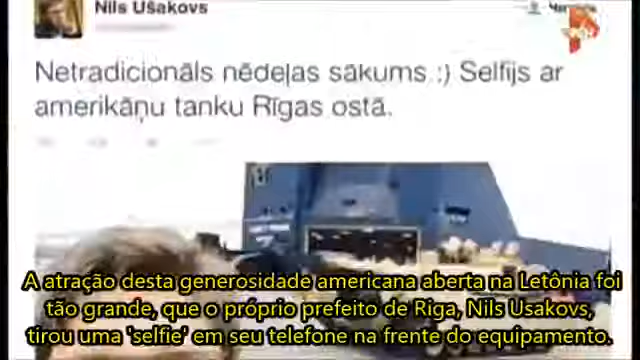 Nils Ušakovs
Netradicionāls nēdeļas sākums :) Selfijs ar
amerikāņu tanku Rīgas ostā.
A atração desta generosidade americana aberta na Letônia foi
tão grande, que o próprio prefeito de Riga, Nils Usakovs,
tirou uma 'selfie' em seu telefone na frente do equipamento.